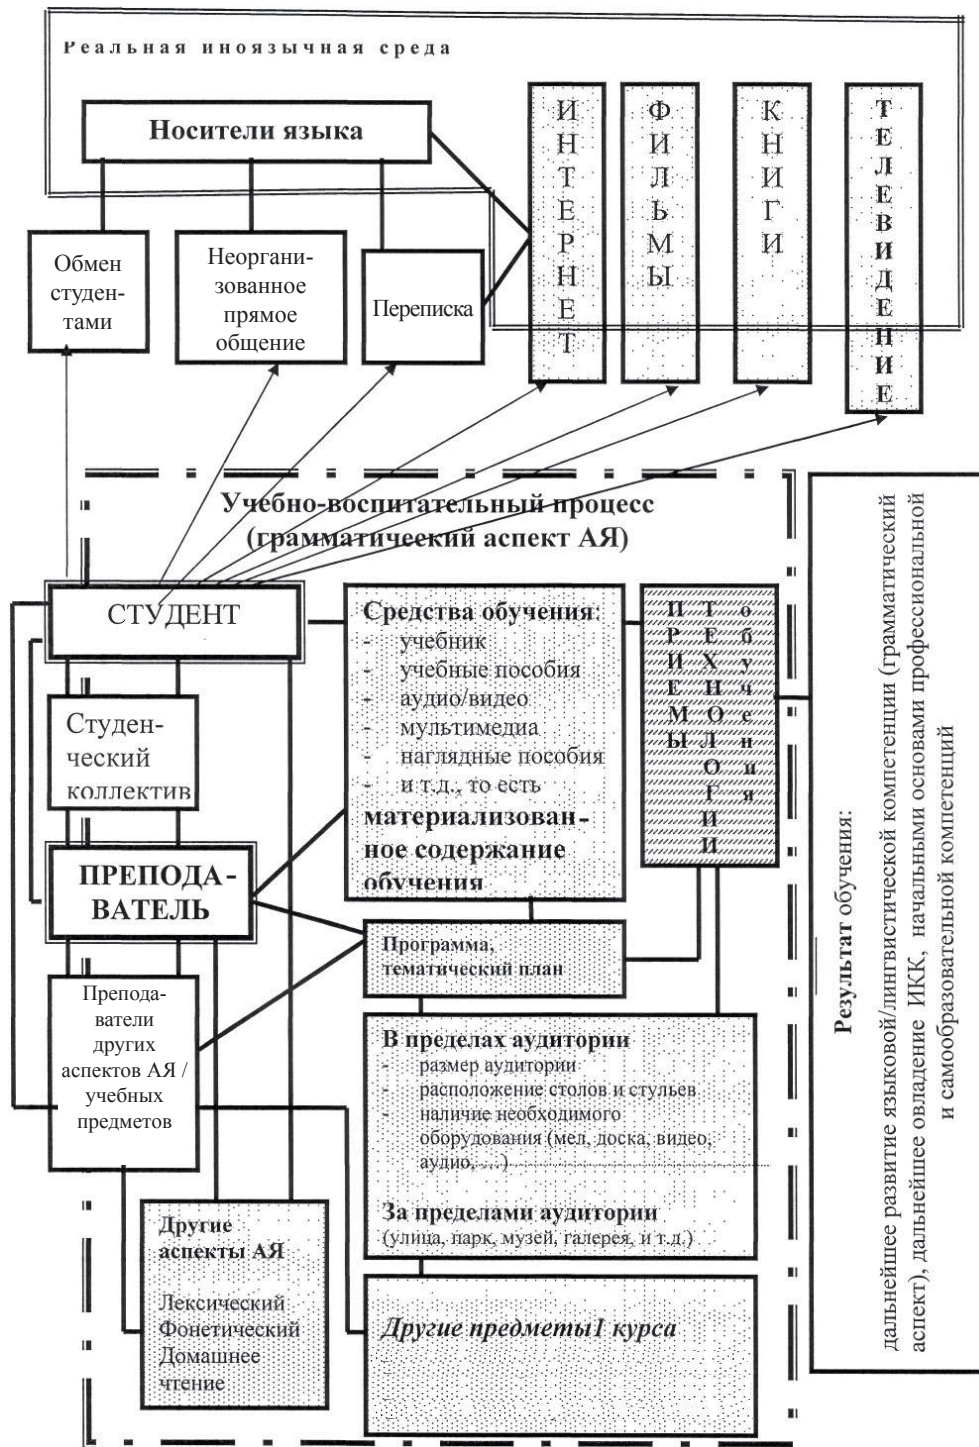 Реальная иноязычная среда
Носители языка
ИНТЕРНЕТ
ФИЛЬМЫ
КНИГИ
ТЕЛЕВИДЕНИЕ
Обмен
студен-
тами
Неоргани-
зованное
прямое
общение
Переписка
Учебно-воспитательный процесс
(грамматический аспект АЯ)
СТУДЕНТ
Студен-
ческий
коллектив
ПРЕПОДА-
ВАТЕЛЬ
Препода-
ватели
других
аспектов АЯ /
учебных
предметов
Средства обучения:
- учебник
- учебные пособия
- аудио/видео
- мультимедиа
- наглядные пособия
- и т.д., то есть
материализован-
ное содержание
обучения
ПРИЕМЫ
ТЕХНОЛОГИИ
обучения
Программа,
тематический план
В пределах аудитории
- размер аудитории
- расположение столов и стульев
- наличие необходимого
оборудования (мел, доска, видео,
аудио, ...)
За пределами аудитории
(улица, парк, музей, галерея, и т.д.)
Другие
аспекты АЯ
Лексический
Фонетический
Домашнее
чтение
Другие предметы1 курса
-
-
-
Результат обучения:
дальнейшее развитие языковой/лингвистической компетенции (грамматический
аспект), дальнейшее овладение ИКК, начальными основами профессиональной
и самообразовательной компетенций